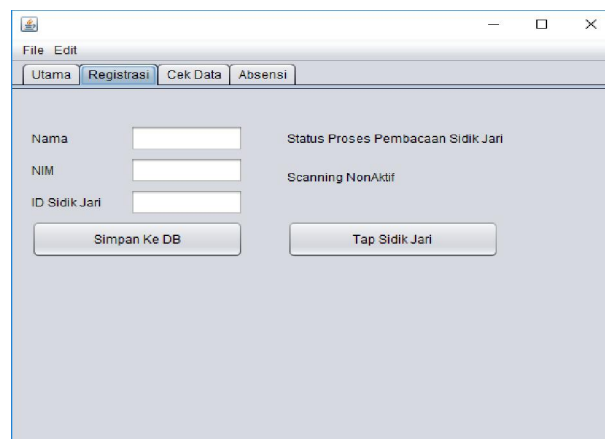 File Edit
Utama Registrasi Cek Data Absensi
Nama
Status Proses Pembacaan Sidik Jari
NIM
Scanning NonAktif
ID Sidik Jari
Simpan Ke DB
Tap Sidik Jari